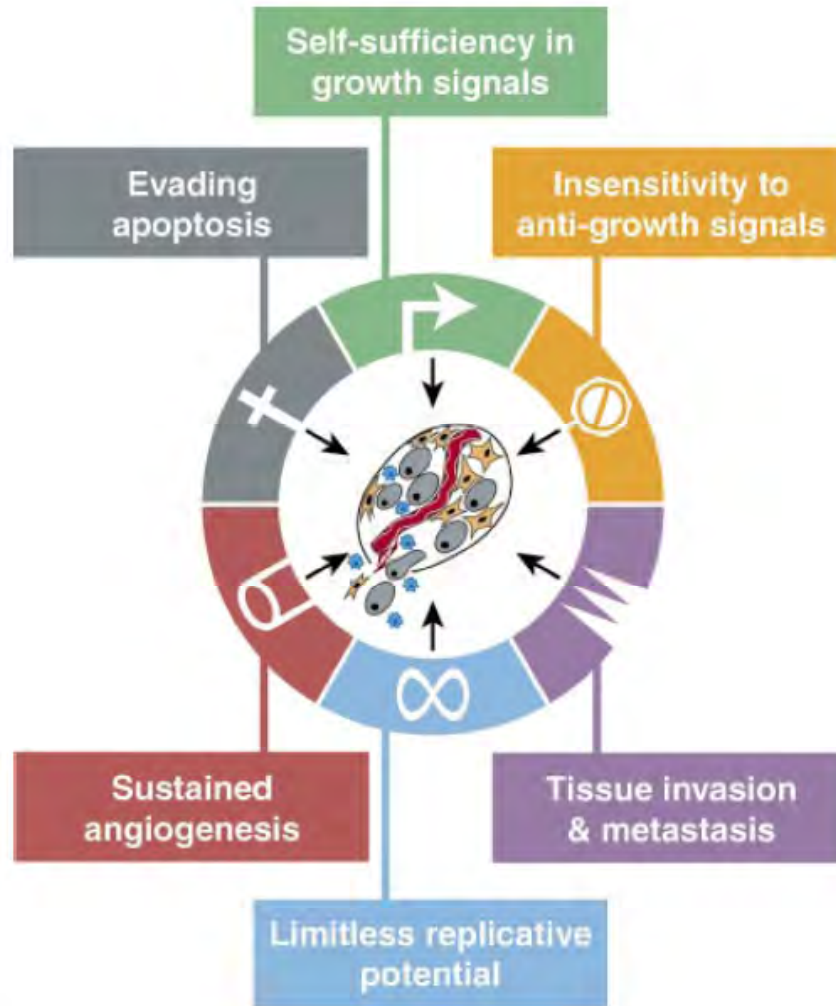 Self-sufficiency in
growth signals
Evading
apoptosis
Insensitivity to
anti-growth signals
Sustained
angiogenesis
Tissue invasion
& metastasis
Limitless replicative
potential